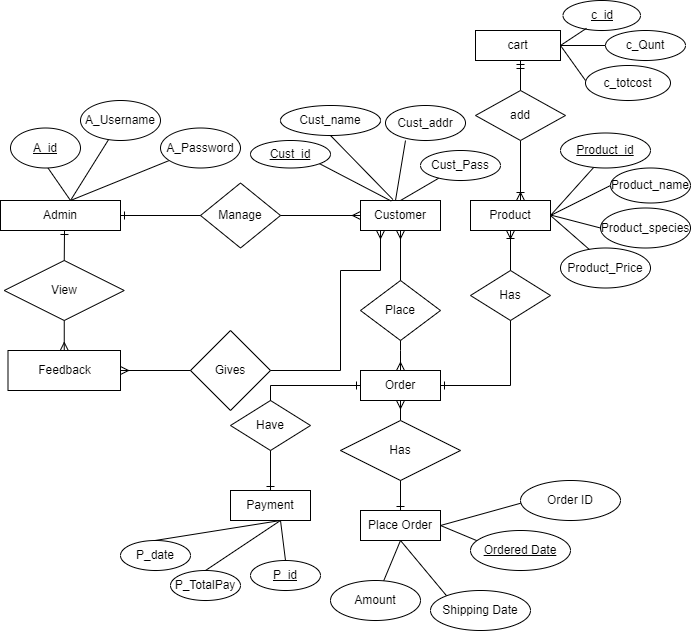 c_id
cart
c_Qunt
c_totcost
add
A_Username
Cust_name
Cust_addr
A_id
A_Password
Cust_id
Cust_Pass
Product_id
Product_name
Admin
Manage
Customer
Product
Product_species
Product_Price
View
Place
Has
Feedback
Gives
Order
Have
Has
Payment
Place Order
Order ID
Ordered Date
P_date
P_TotalPay
P_id
Amount
Shipping Date